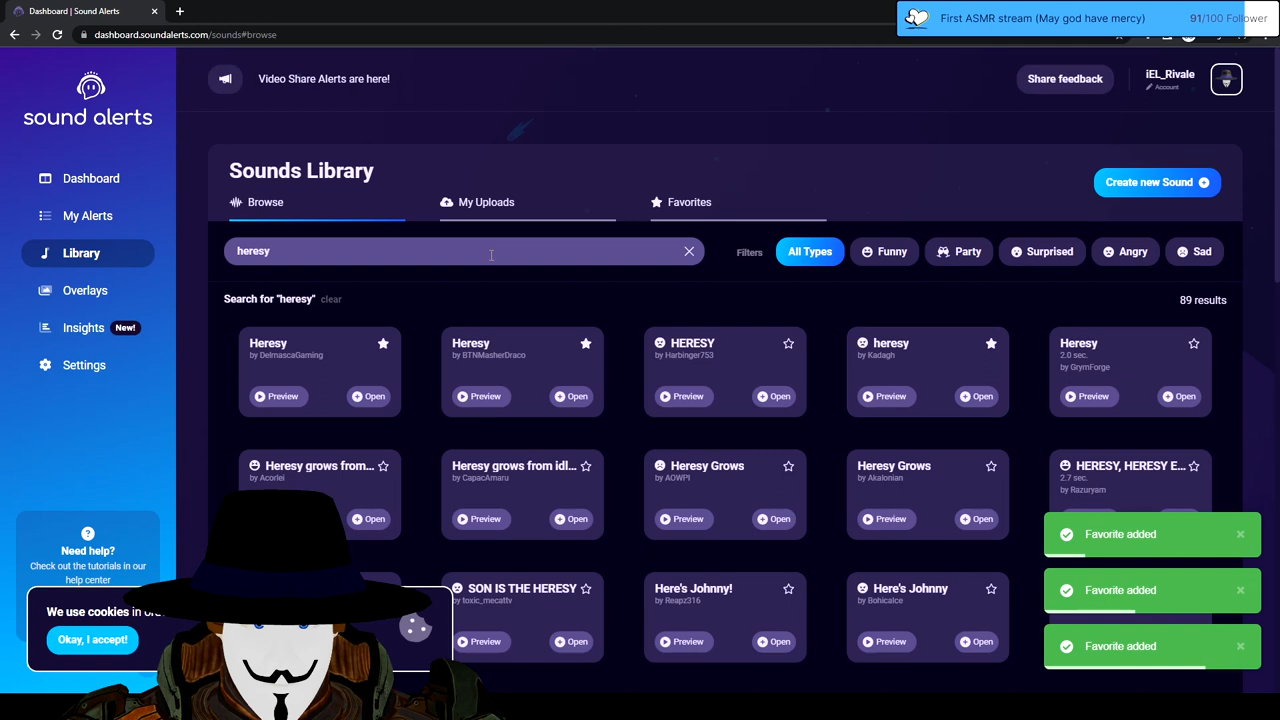 Dashboard | Sound Alerts
First ASMR stream (May god have mercy)
91/100 Follower
dashboard.soundalerts.com/sounds#browse
sound alerts
Video Share Alerts are here!
Share feedback
iEL_Rivale
Account
Dashboard
My Alerts
Library
Overlays
Insights
New!
Settings
Sounds Library
Create new Sound
Browse
My Uploads
Favorites
heresy
Filters
All Types
Funny
Party
Surprised
Angry
Sad
Search for "heresy"
clear
89 results
Heresy
by DelmascaGaming
Preview
Open
Heresy
by BTNMasherDraco
Preview
Open
HERESY
by Harbinger753
Preview
Open
heresy
by Kadagh
Preview
Open
Heresy
2.0 sec.
by GrymForge
Preview
Open
Heresy grows from...
by Acorlei
Open
Heresy grows from idl...
by CapacAmaru
Preview
Open
Heresy Grows
by AOWPI
Preview
Open
Heresy Grows
by Akalonian
Preview
Open
HERESY, HERESY E...
2.7 sec.
by Razuryam
SON IS THE HERESY
by toxic_mecattv
Preview
Open
Here's Johnny!
by Reapz316
Preview
Open
Here's Johnny
by Bohicalce
Preview
Open
Favorite added
Favorite added
Favorite added
Need help?
Check out the tutorials in our
help center
We use cookies in
Okay, I accept!